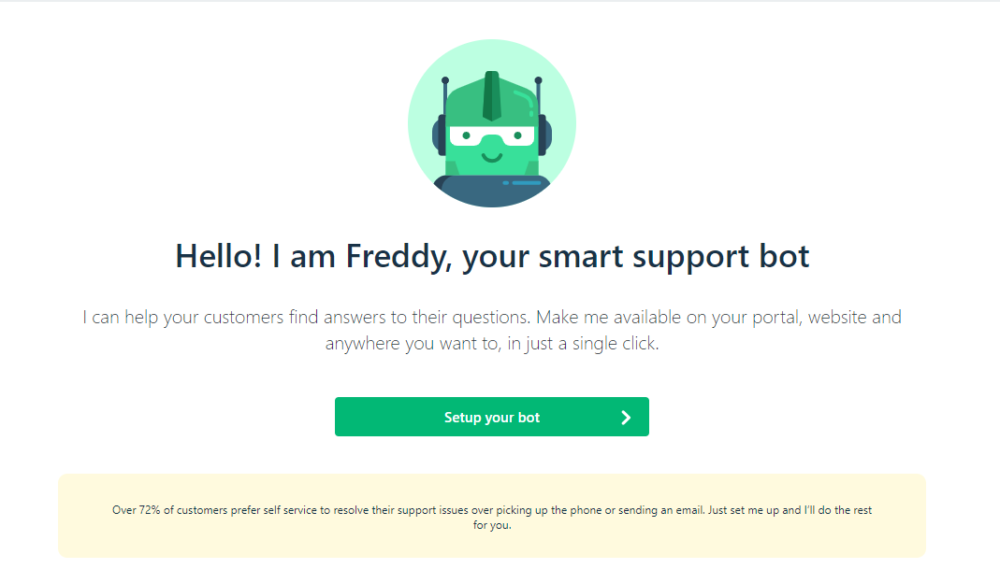 Hello! I am Freddy, your smart support bot
I can help your customers find answers to their questions. Make me available on your portal, website and
anywhere you want to, in just a single click.
Setup your bot
Over 72% of customers prefer self service to resolve their support issues over picking up the phone or sending an email. Just set me up and I'll do the rest
for you.